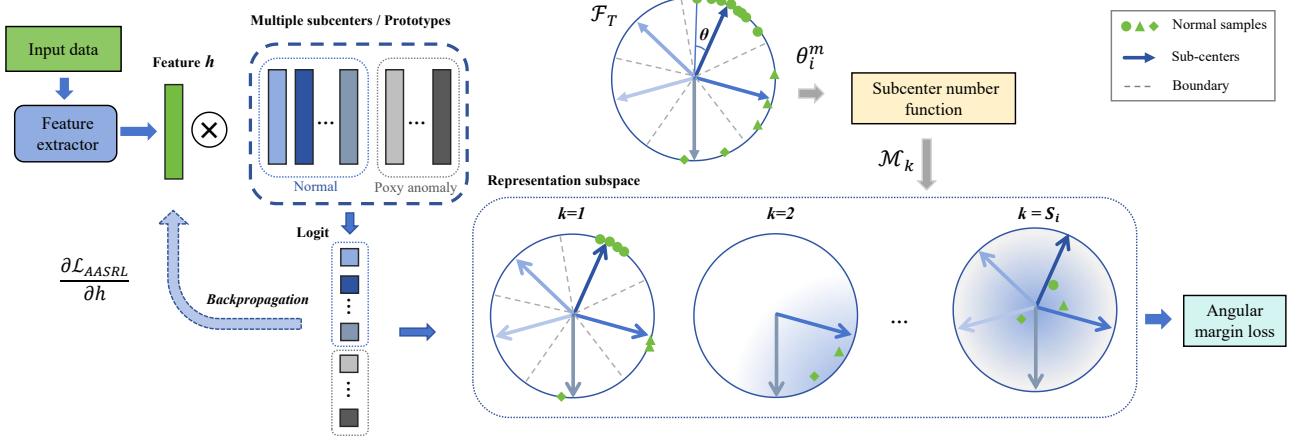 Multiple subcenters / Prototypes
Input data
Feature h
Feature
extractor
...
...
Normal
Poxy anomaly
ℱ_T
θ
θ_i^m
Subcenter number
function
Normal samples
Sub-centers
Boundary
ℳ_k
Representation subspace
k=1
k=2
k = S_i
Logit
∂ℒ_AASRL
∂h
Backpropagation
...
Angular
margin loss